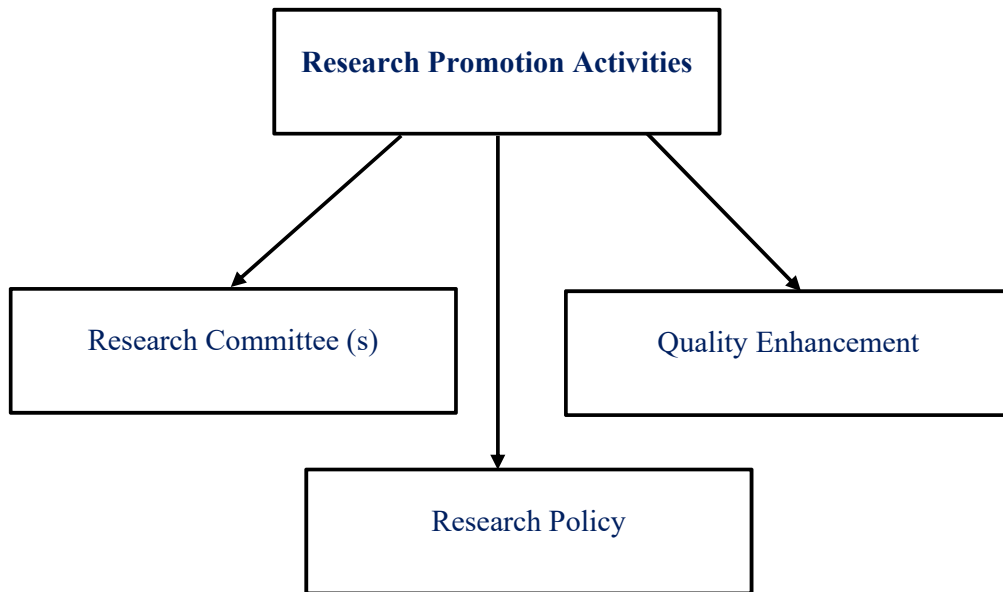 Research Promotion Activities
Research Committee (s)
Quality Enhancement
Research Policy